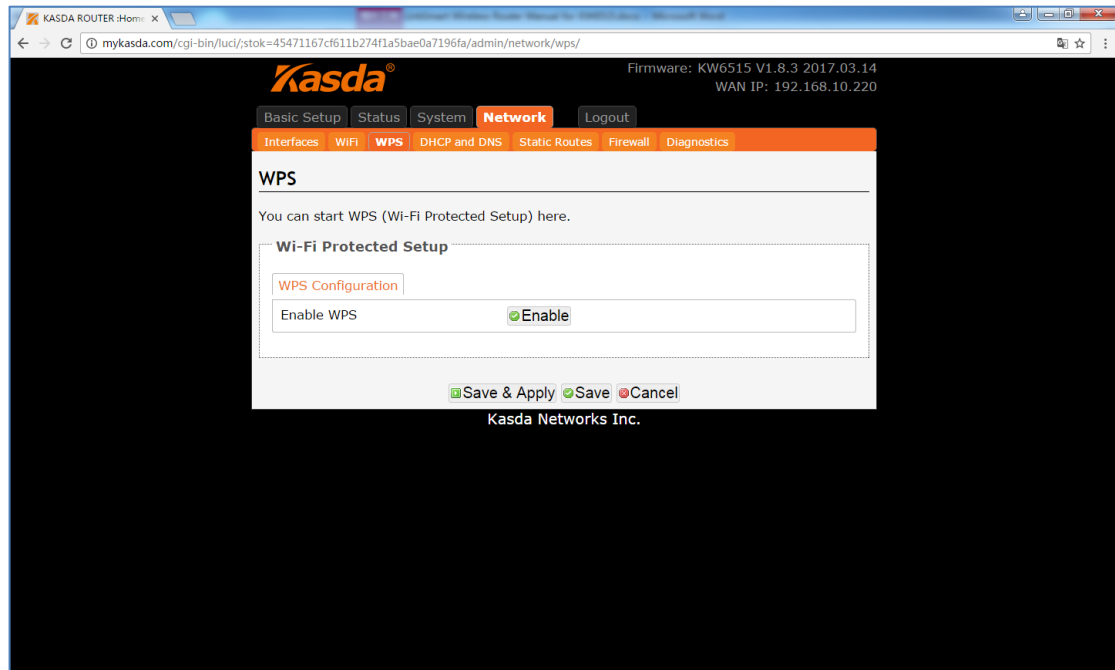 KASDA ROUTER :Home
mykasda.com/cgi-bin/luci/;stok=45471167cf611b274f1a5bae0a7196fa/admin/network/wps/
Kasda®
Firmware: KW6515 V1.8.3 2017.03.14
WAN IP: 192.168.10.220
Basic Setup Status System Network Logout
Interfaces WiFi WPS DHCP and DNS Static Routes Firewall Diagnostics
WPS
You can start WPS (Wi-Fi Protected Setup) here.
Wi-Fi Protected Setup
WPS Configuration
Enable WPS Enable
Save & Apply Save Cancel
Kasda Networks Inc.